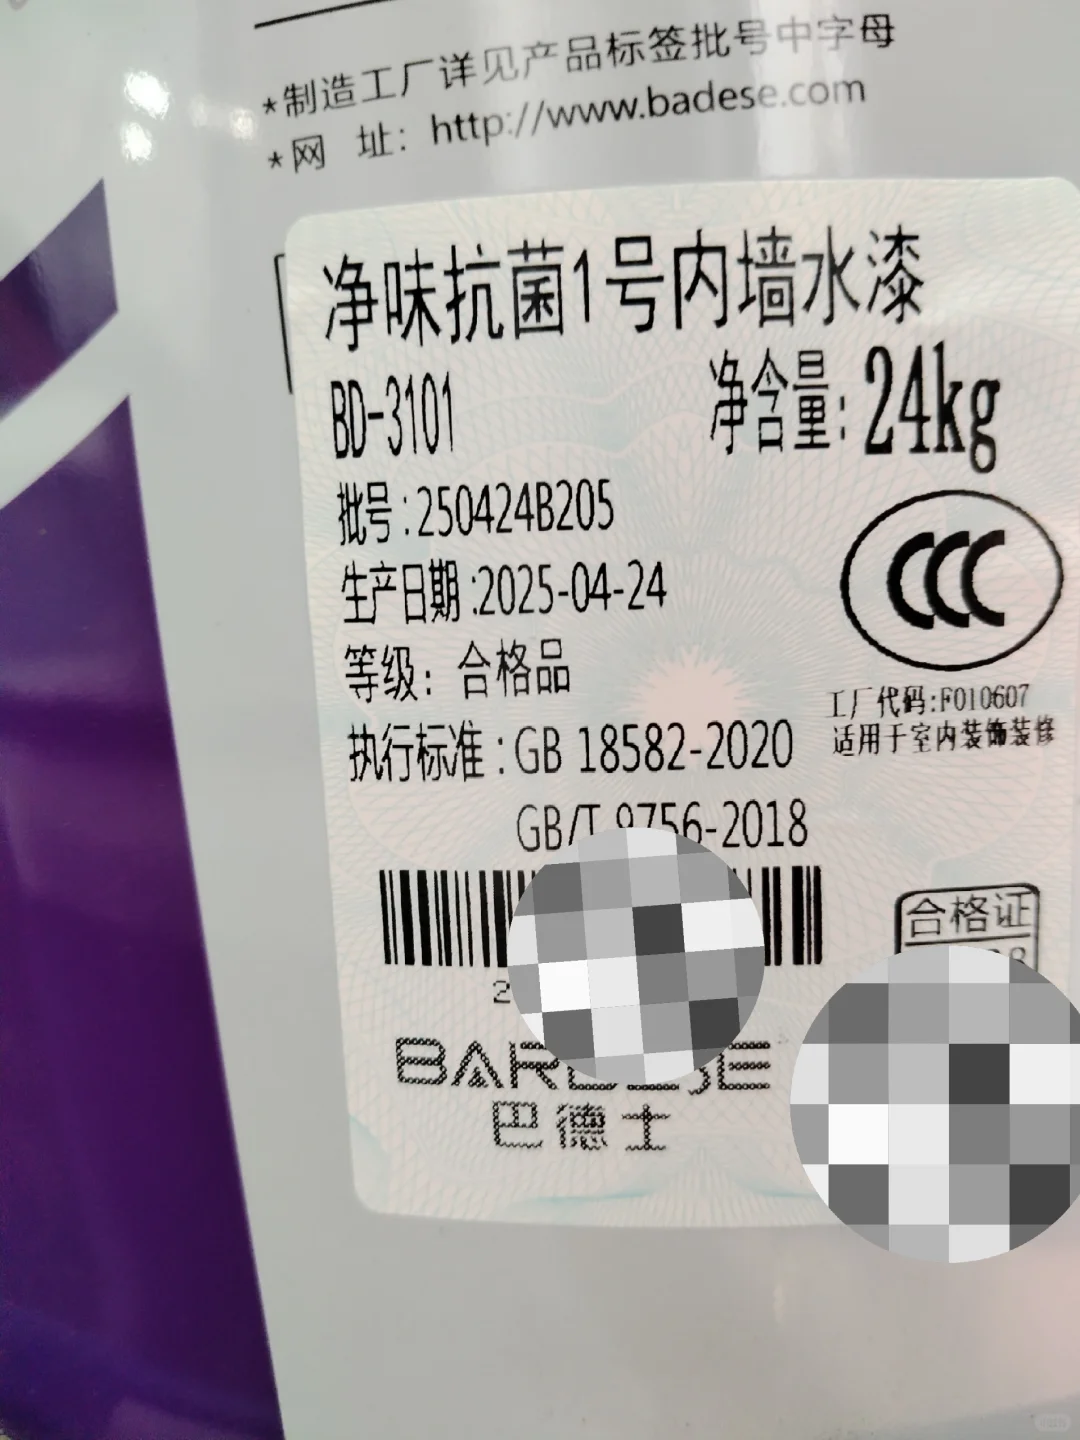 *制造工厂详见产品标签批号中字母
*网 址：http://www.badese.com
净味抗菌1号内墙水漆
BD-3101 净含量：24kg
批号:250424B205
生产日期:2025-04-24
等级：合格品
执行标准:GB 18582-2020
GB/T 9756-2018
CCC
工厂代码:F010607
适用于室内装饰装修
合格证
巴德士